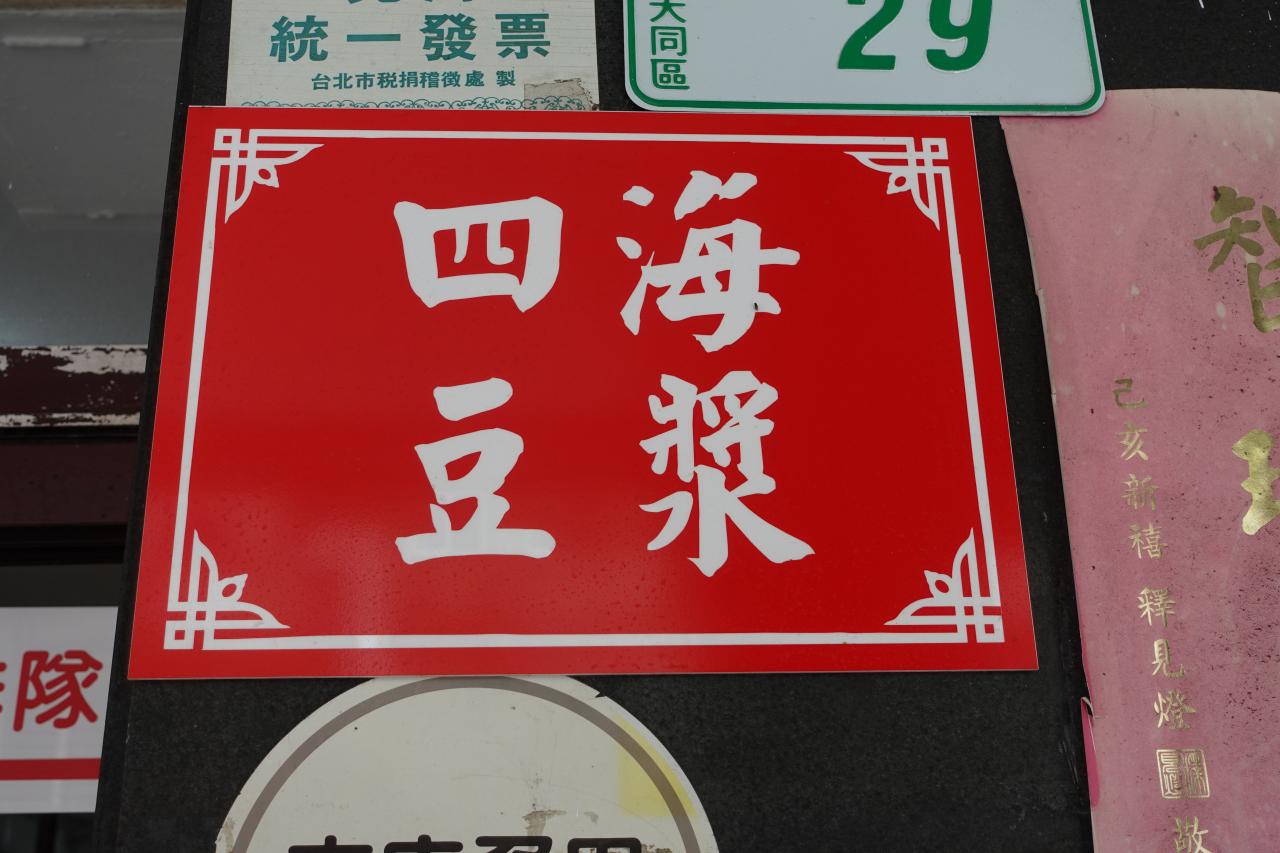 統一發票
台北市稅捐稽徵處 製
大同區
29
四海
豆漿
己亥新禧 釋見燈
敬
隊